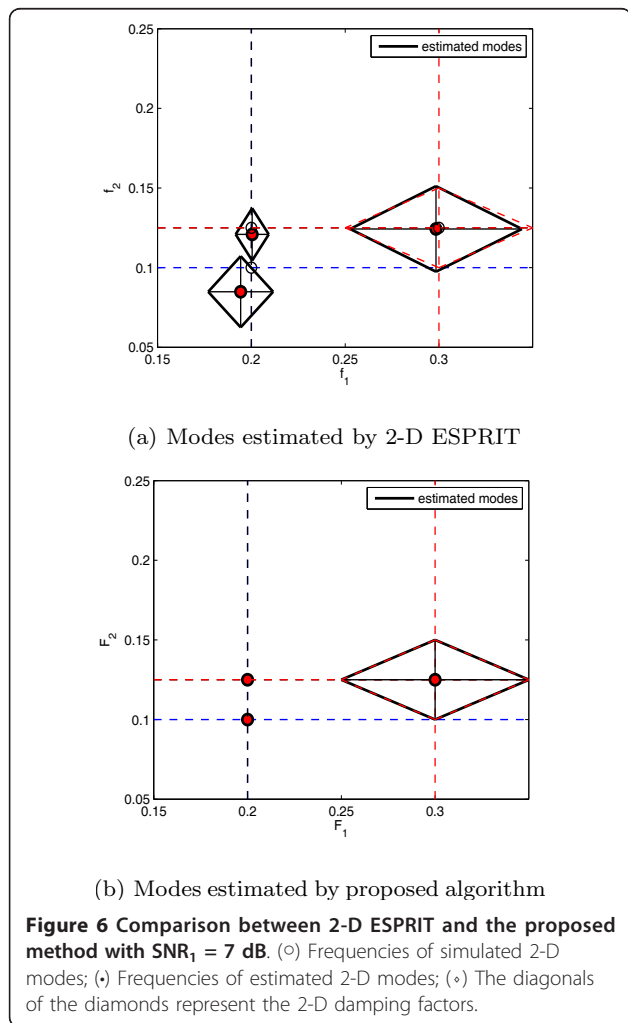 0.25
estimated modes
0.2
f_2
0.15
0.1
0.05
0.15 0.2 0.25 0.3
f_1
(a) Modes estimated by 2-D ESPRIT
0.25
estimated modes
0.2
F_2
0.15
0.1
0.05
0.15 0.2 0.25 0.3
F_1
(b) Modes estimated by proposed algorithm
Figure 6 Comparison between 2-D ESPRIT and the proposed
method with SNR₁ = 7 dB. (○) Frequencies of simulated 2-D
modes; (•) Frequencies of estimated 2-D modes; (⋄) The diagonals
of the diamonds represent the 2-D damping factors.